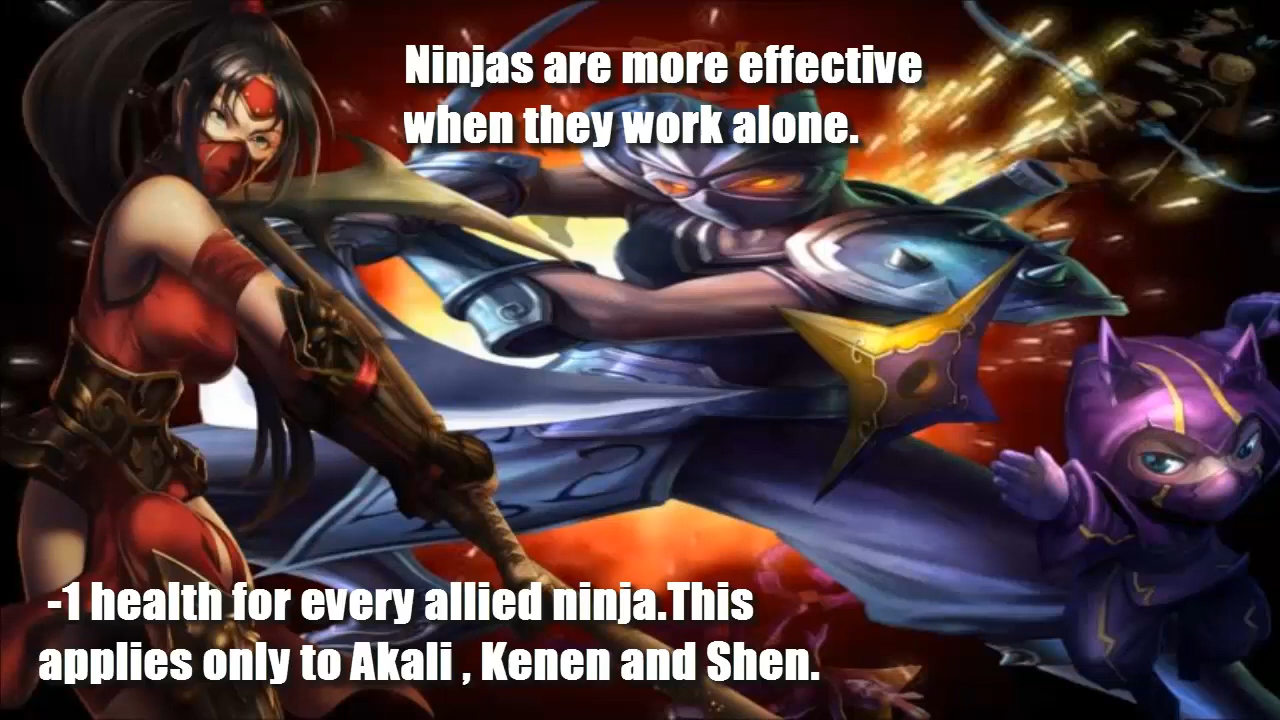 Ninjas are more effective
when they work alone.
-1 health for every allied ninja.This
applies only to Akali , Kenen and Shen.